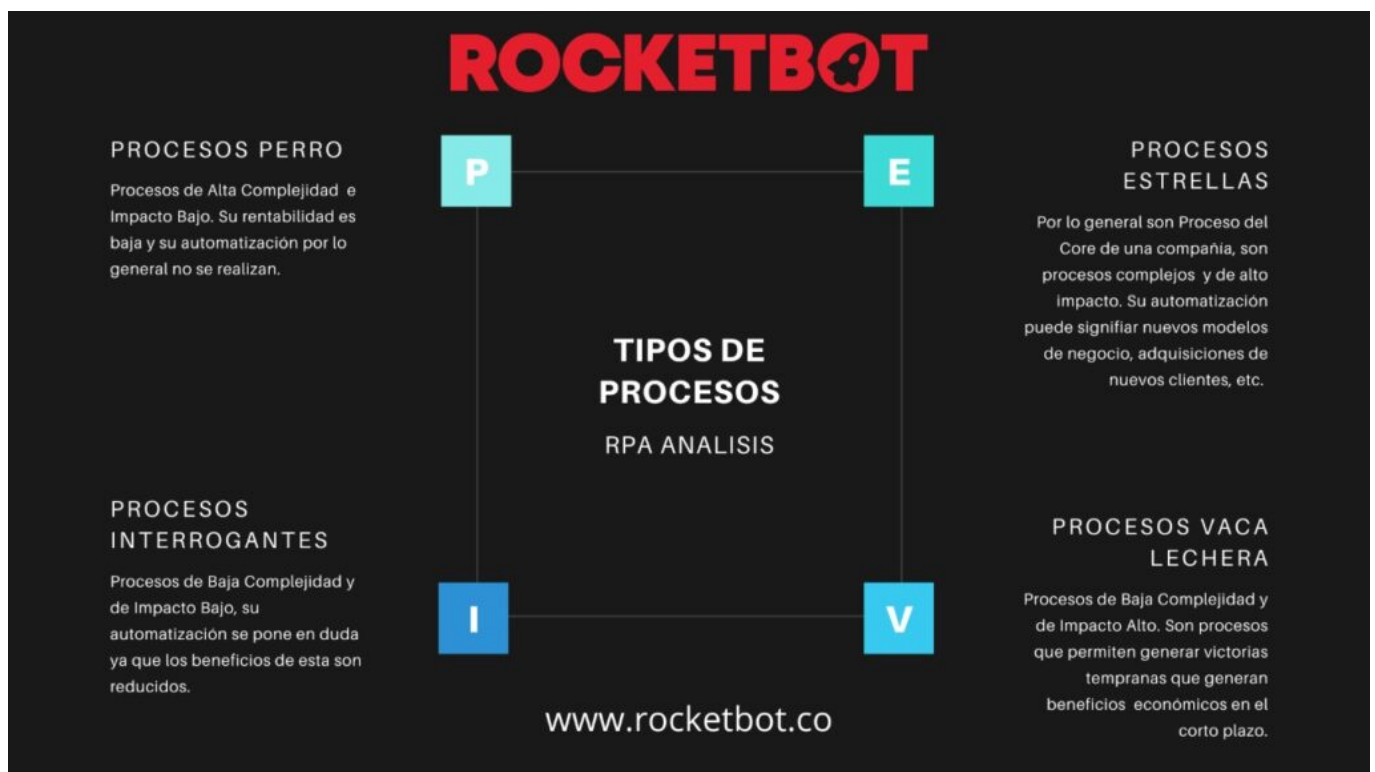 ROCKETBOT
PROCESOS PERRO
Procesos de Alta Complejidad e
Impacto Bajo. Su rentabilidad es
baja y su automatización por lo
general no se realizan.
P
E
PROCESOS
ESTRELLAS
Por lo general son Proceso del
Core de una compañía, son
procesos complejos y de alto
impacto. Su automatización
puede signifiar nuevos modelos
de negocio, adquisiciones de
nuevos clientes, etc.
TIPOS DE
PROCESOS
RPA ANALISIS
PROCESOS
INTERROGANTES
Procesos de Baja Complejidad y
de Impacto Bajo, su
automatización se pone en duda
ya que los beneficios de esta son
reducidos.
I
V
PROCESOS VACA
LECHERA
Procesos de Baja Complejidad y
de Impacto Alto. Son procesos
que permiten generar victorias
tempranas que generan
beneficios económicos en el
corto plazo.
www.rocketbot.co